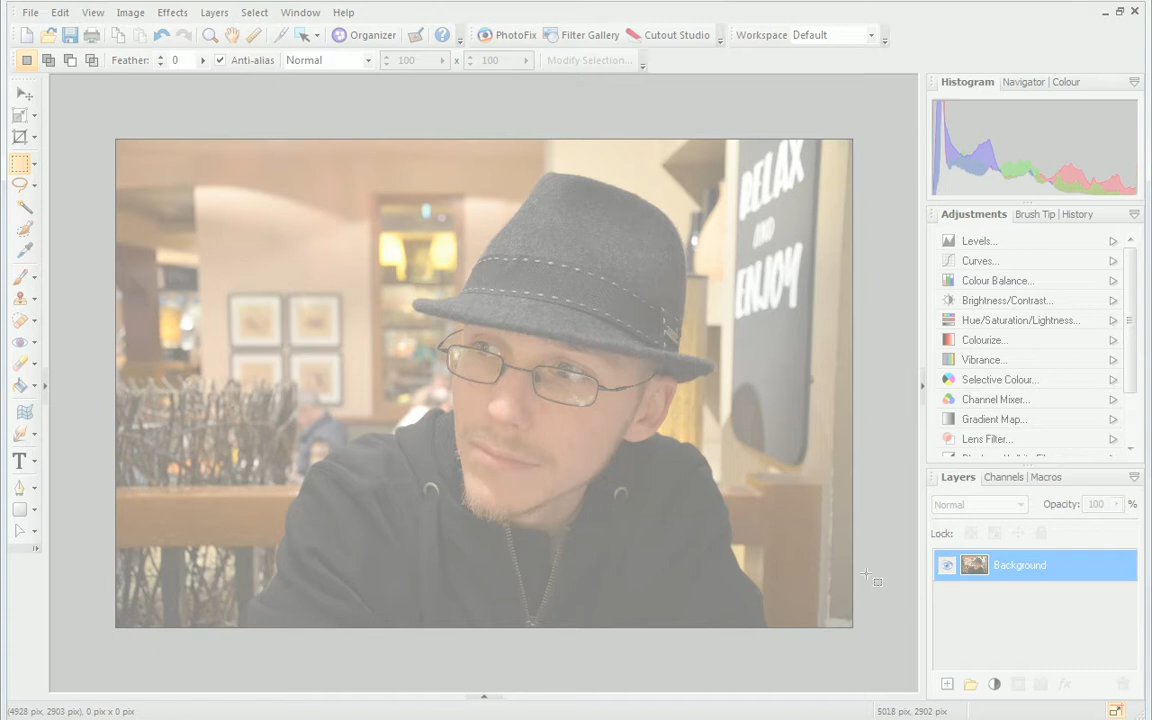 File Edit View Image Effects Layers Select Window Help
Organizer PhotoFix Filter Gallery Cutout Studio Workspace Default
Feather: 0 Anti-alias Normal 100 x 100 Modify Selection...
Histogram Navigator Colour
RELAX
AND
ENJOY
Adjustments Brush Tip History
Levels...
Curves...
Colour Balance...
Brightness/Contrast...
Hue/Saturation/Lightness...
Colourize...
Vibrance...
Selective Colour...
Channel Mixer...
Gradient Map...
Lens Filter...
Layers Channels Macros
Normal Opacity: 100 %
Lock:
Background
(4928 pix, 2903 pix), 0 pix x 0 pix 5018 pix, 2902 pix